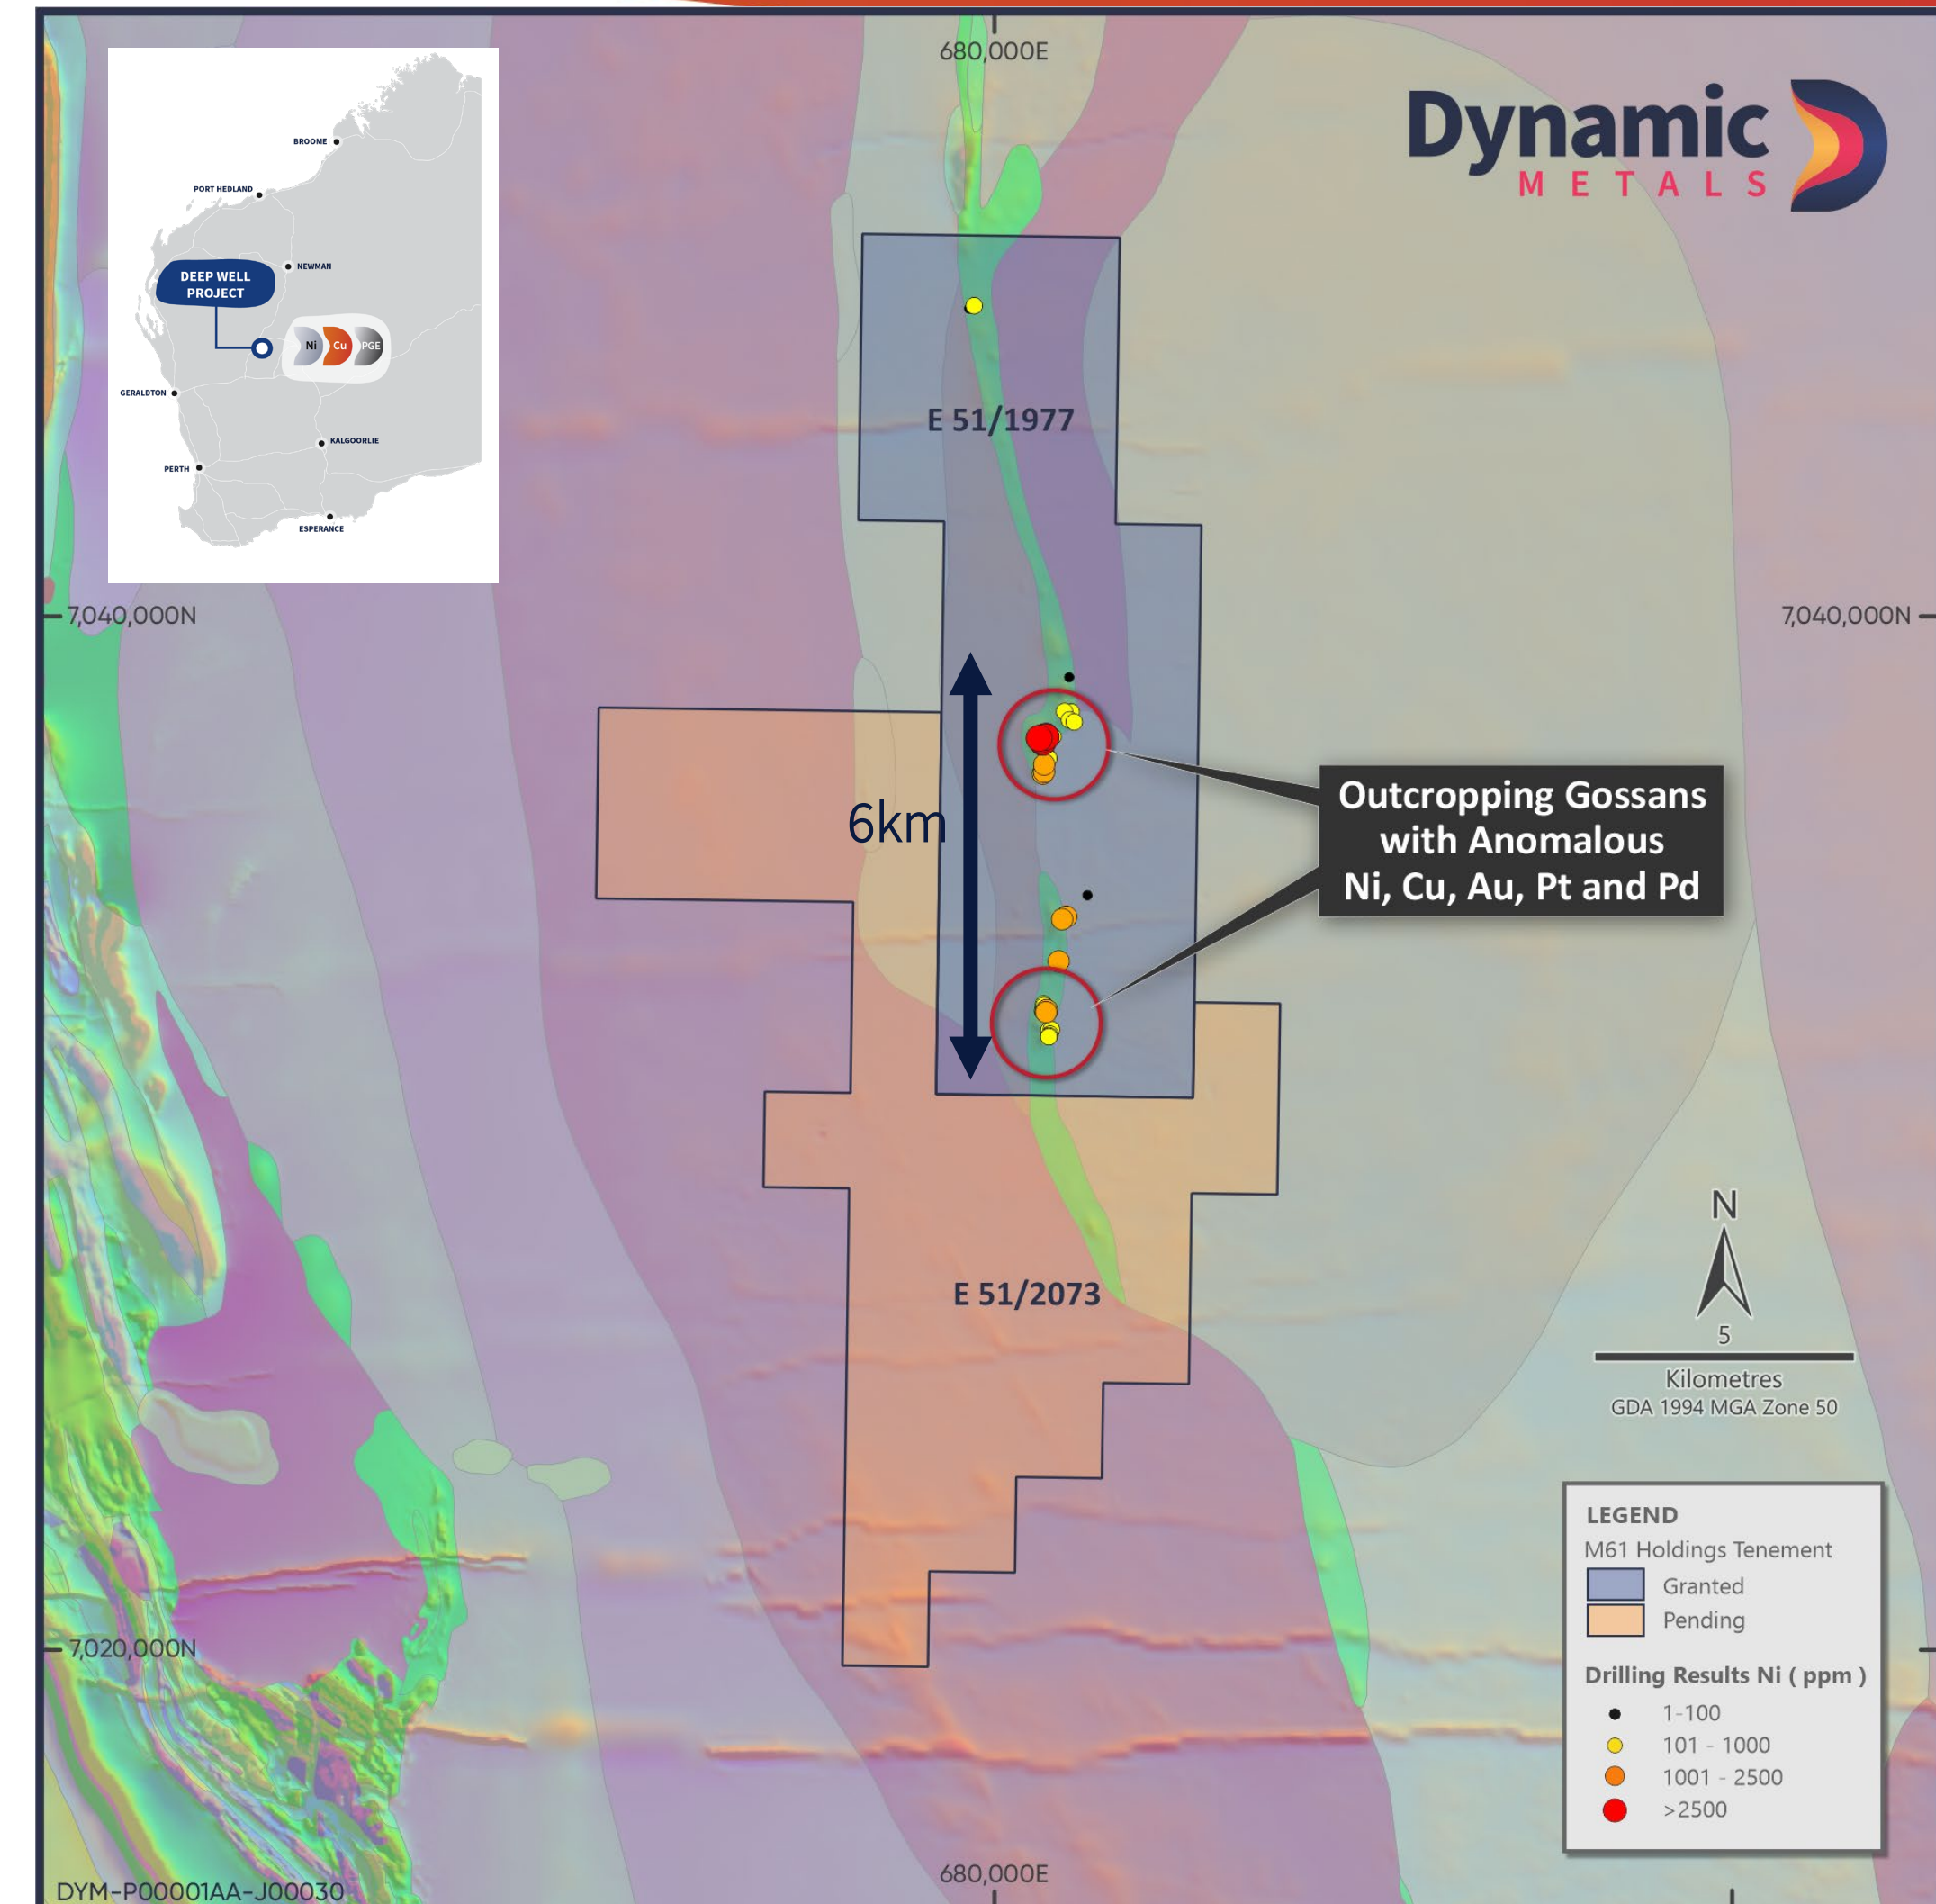 680,000E
Dynamic
METALS
BROOME
PORT HEDLAND
NEWMAN
DEEP WELL
PROJECT
Ni Cu PGE
GERALDTON
KALGOORLIE
PERTH
ESPERANCE
E 51/1977
7,040,000N
7,040,000N
6km
Outcropping Gossans
with Anomalous
Ni, Cu, Au, Pt and Pd
E 51/2073
N
5
Kilometres
GDA 1994 MGA Zone 50
LEGEND
M61 Holdings Tenement
Granted
Pending
Drilling Results Ni ( ppm )
1-100
101 - 1000
1001 - 2500
>2500
7,020,000N
680,000E
DYM-P00001AA-J00030